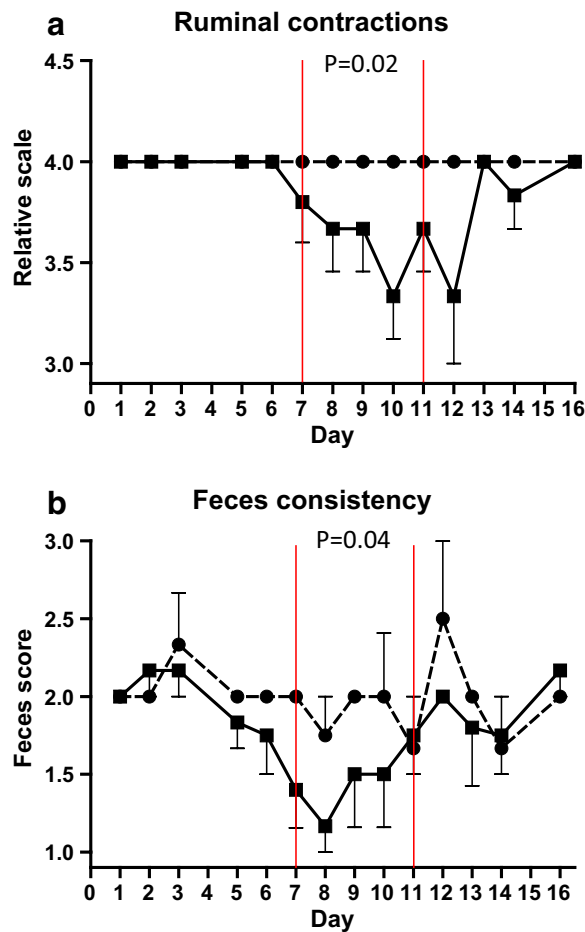 a Ruminal contractions
P=0.02
4.5
4.0
3.5
3.0
Relative scale
0 1 2 3 4 5 6 7 8 9 10 11 12 13 14 15 16
Day
b Feces consistency
P=0.04
3.0
2.5
2.0
1.5
1.0
Feces score
0 1 2 3 4 5 6 7 8 9 10 11 12 13 14 15 16
Day